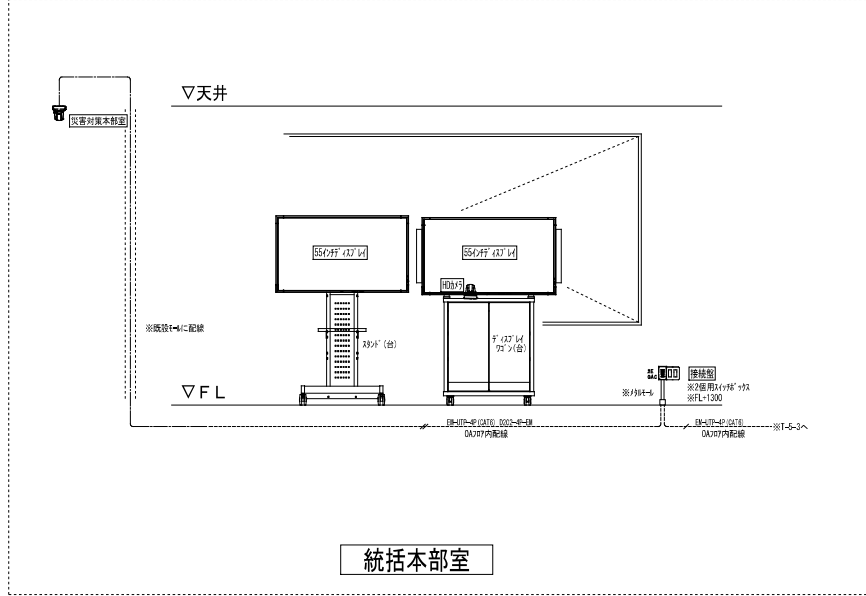 ▽天井
災害対策本部室
55インチディスプレイ
55インチディスプレイ
HDカメラ
※既設モールに配線
スタンド(台)
ディスプレイ
ワゴン(台)
▽FL
※メタルモール
接続盤
※2個用スイッチボックス
※FL+1300
EM-UTP-4P(CAT6)
OAフロア内配線
EM-UTP-4P(CAT6)
OAフロア内配線
※T-5-3へ
統括本部室